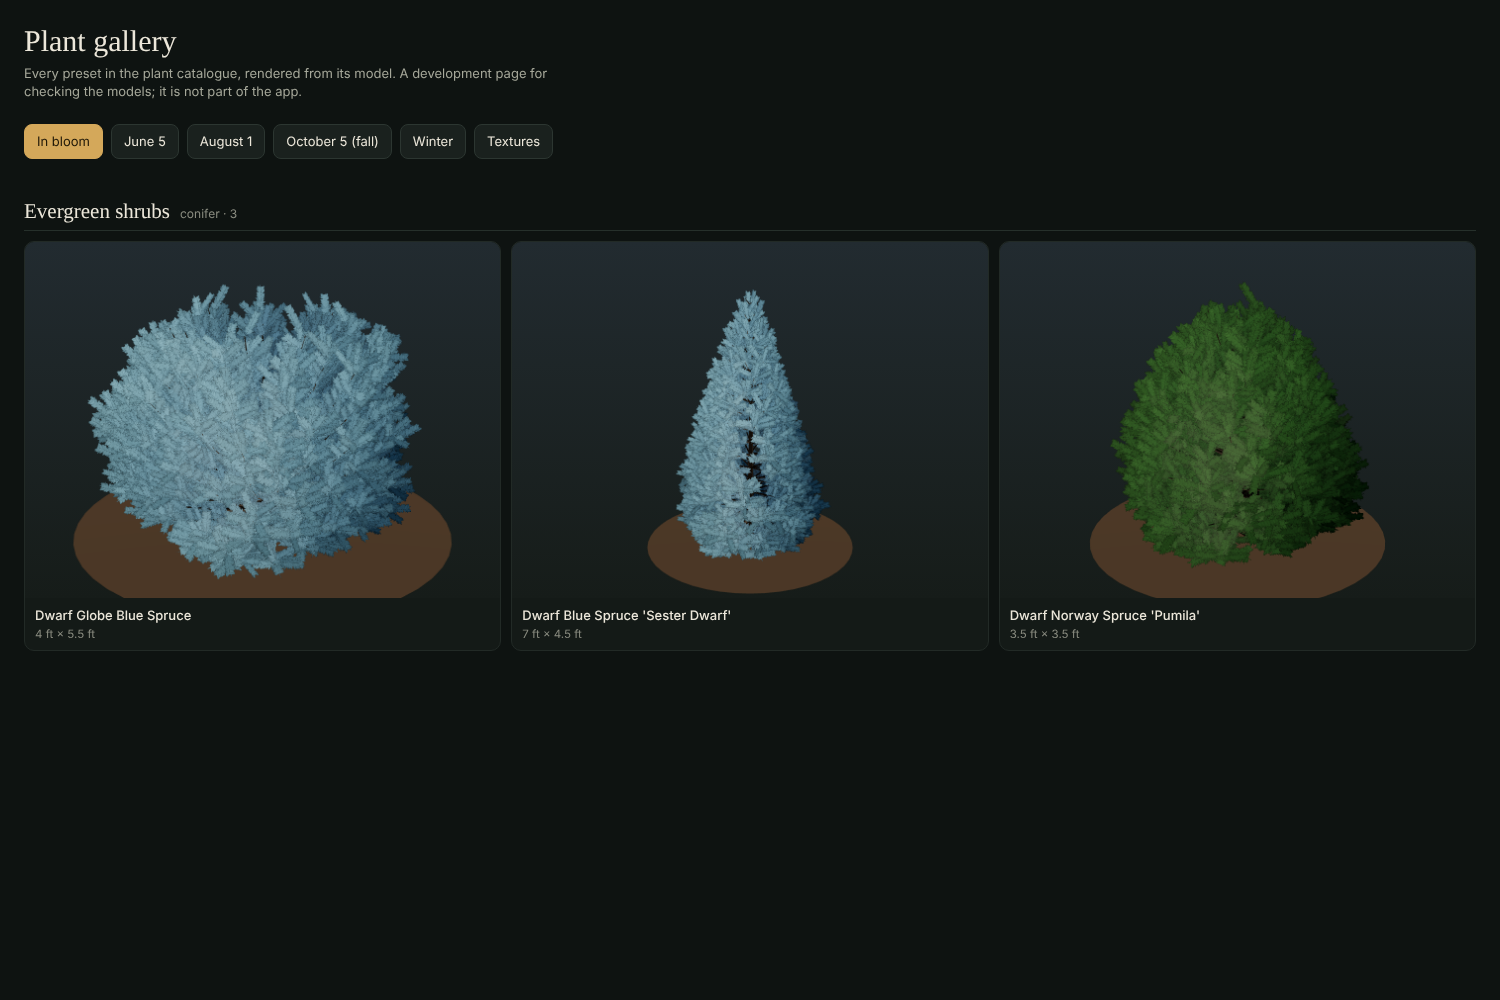 Plant gallery
Every preset in the plant catalogue, rendered from its model. A development page for
checking the models; it is not part of the app.
In bloom
June 5
August 1
October 5 (fall)
Winter
Textures
Evergreen shrubs conifer · 3
Dwarf Globe Blue Spruce
4 ft × 5.5 ft
Dwarf Blue Spruce 'Sester Dwarf'
7 ft × 4.5 ft
Dwarf Norway Spruce 'Pumila'
3.5 ft × 3.5 ft